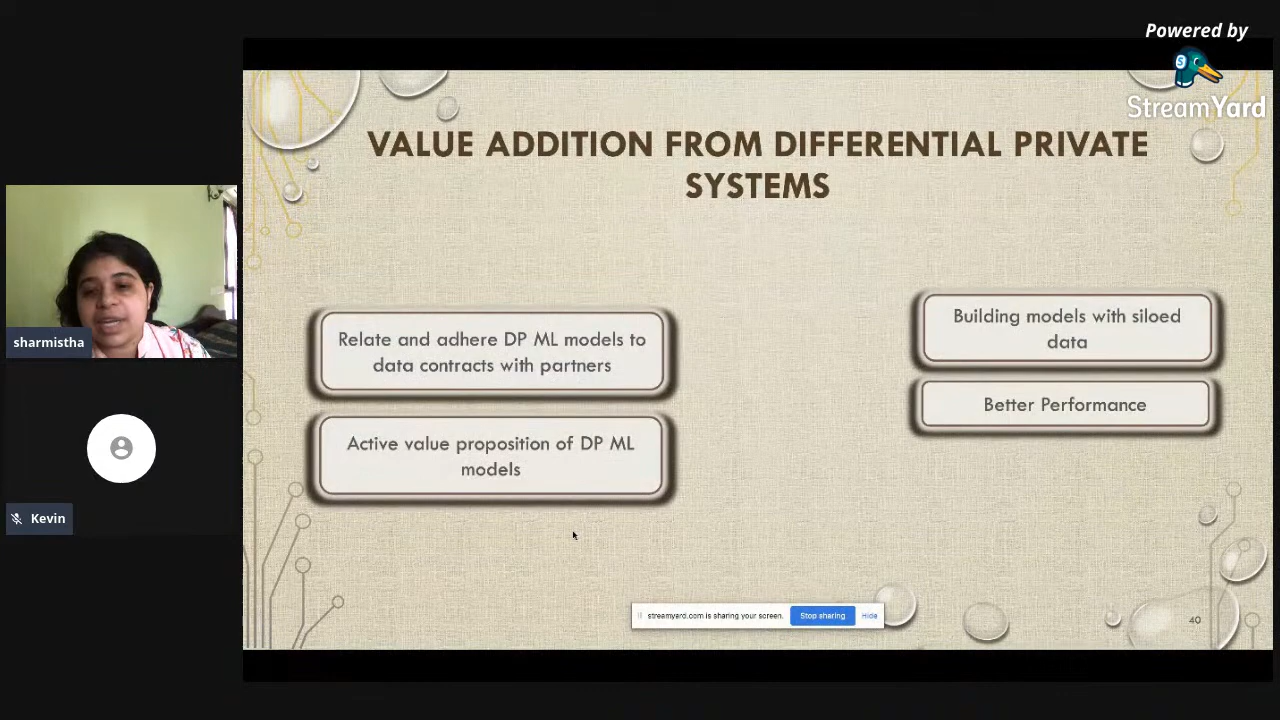 Powered by
StreamYard
VALUE ADDITION FROM DIFFERENTIAL PRIVATE
SYSTEMS
Relate and adhere DP ML models to
data contracts with partners
Active value proposition of DP ML
models
Building models with siloed
data
Better Performance
sharmistha
Kevin
streamyard.com is sharing your screen.
Stop sharing
Hide
40